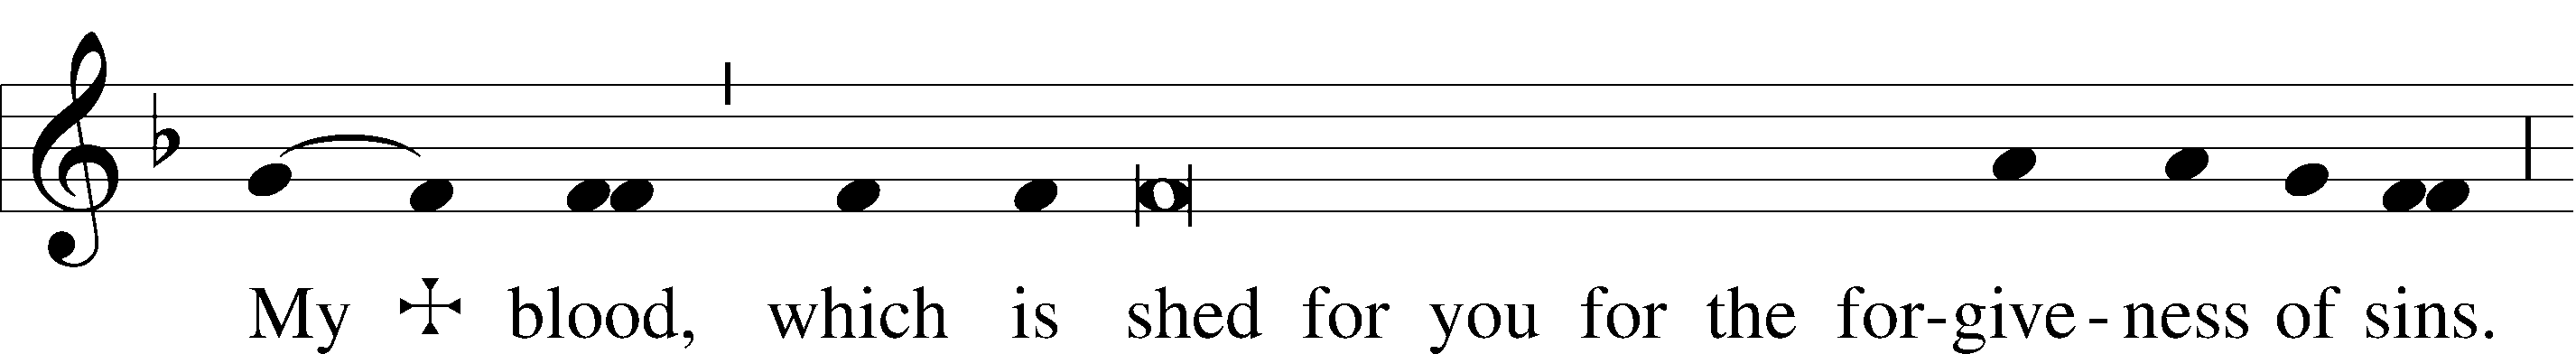 My ☩ blood, which is shed for you for the for-give-ness of sins.